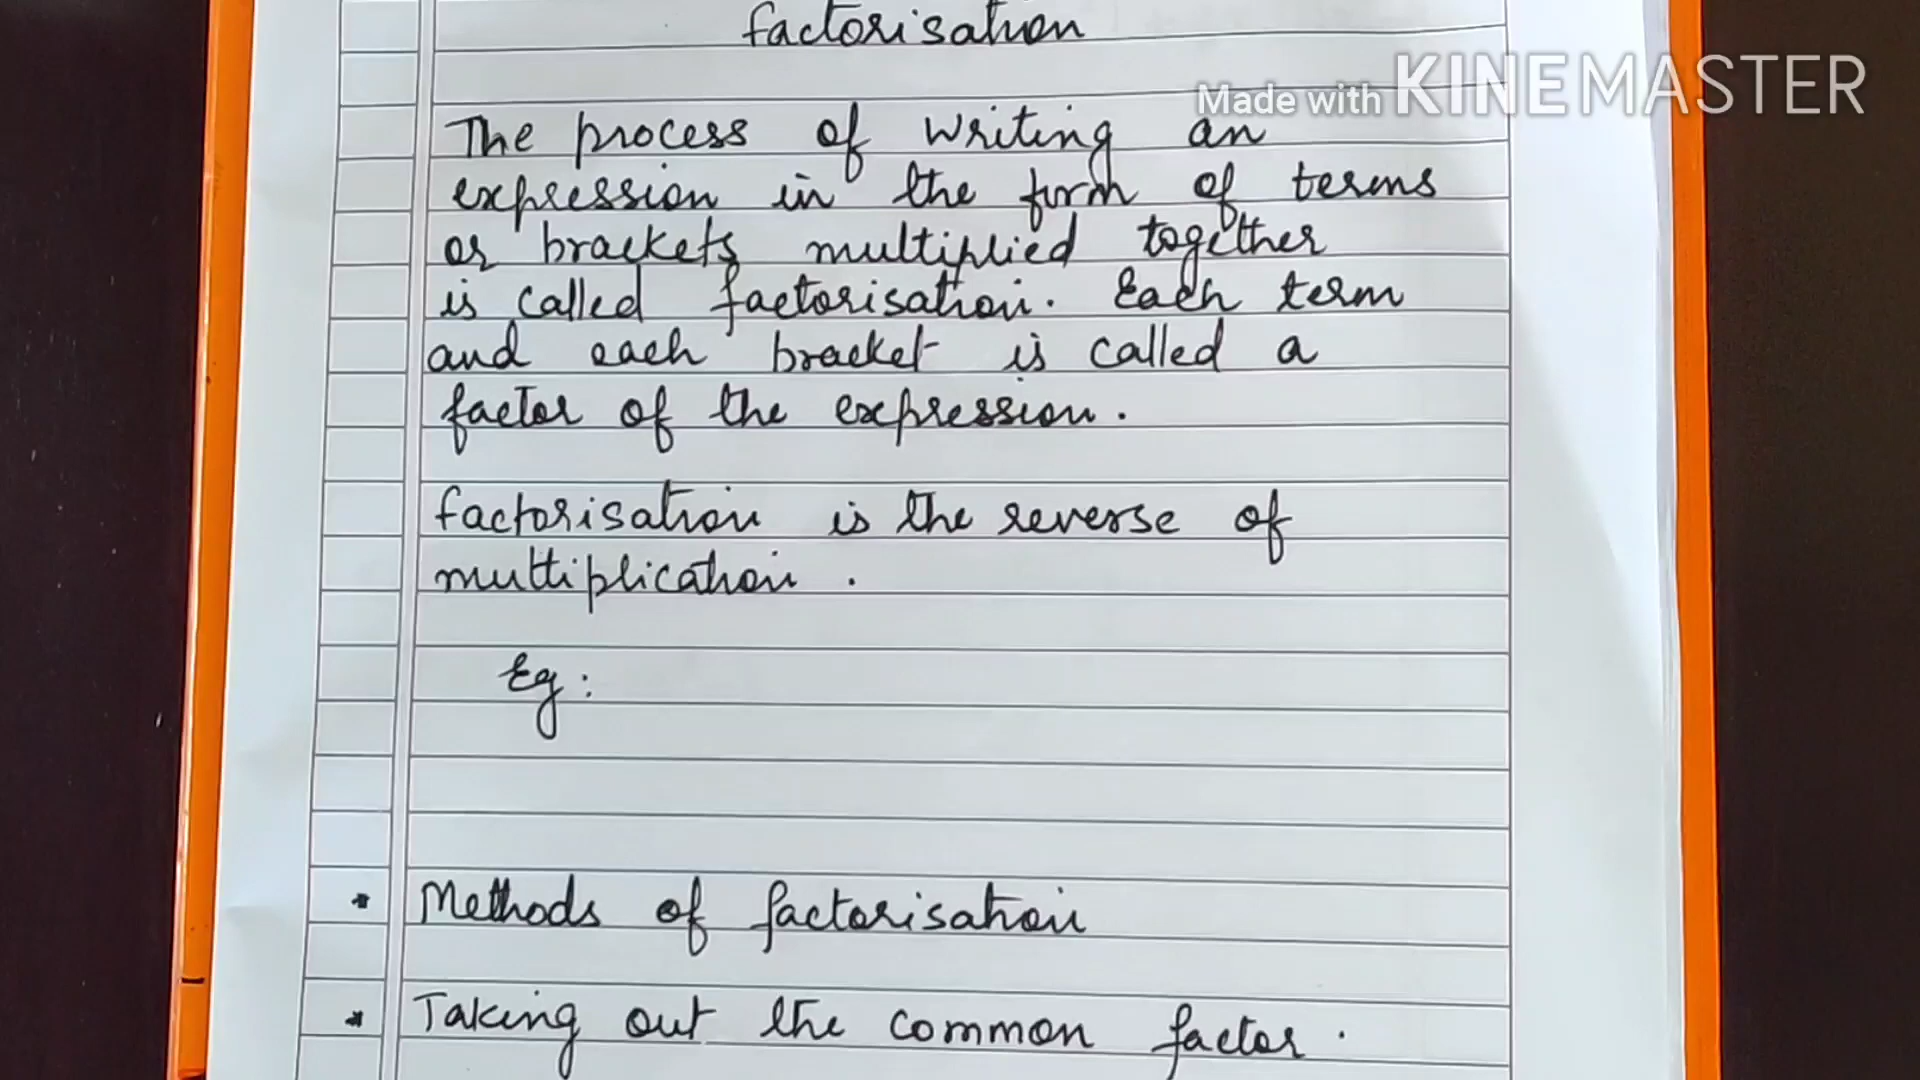 factorisation
Made with KINEMASTER
The process of writing an
expression in the form of terms
or brackets multiplied together
is called factorisation. Each term
and each bracket is called a
factor of the expression.
factorisation is the reverse of
multiplication .
Eg :
* Methods of factorisation
* Taking out the common factor .